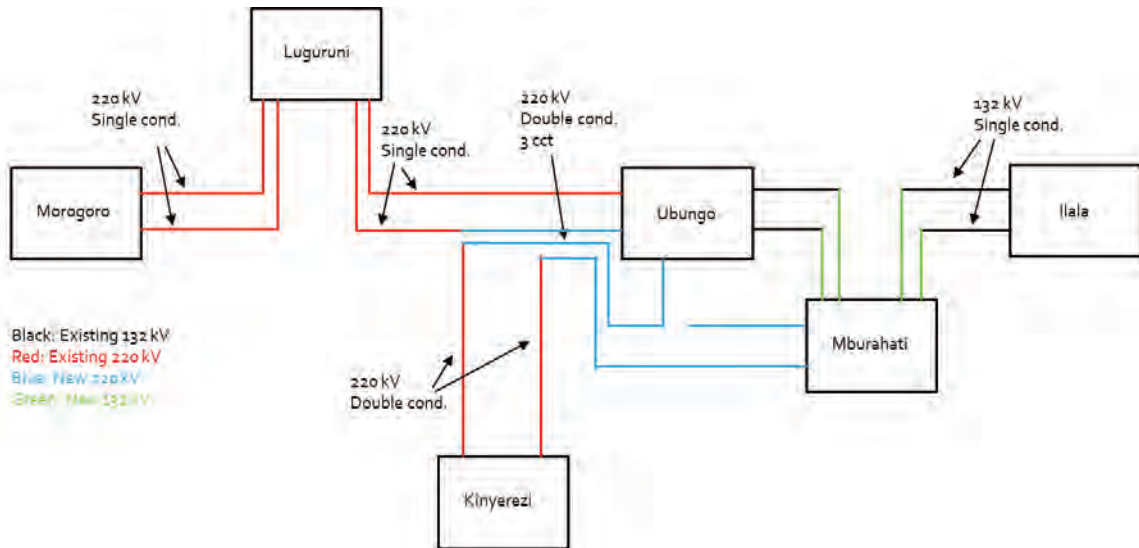 Luguruni
220 kV
Single cond.
220 kV
Double cond.
3 cct
132 kV
Single cond.
220 kV
Single cond.
Morogoro
Ubungo
Ilala
Black: Existing 132 kV
Red: Existing 220 kV
Blue: New 220 kV
Green: New 132 kV
Mburahati
220 kV
Double cond.
Kinyerezi